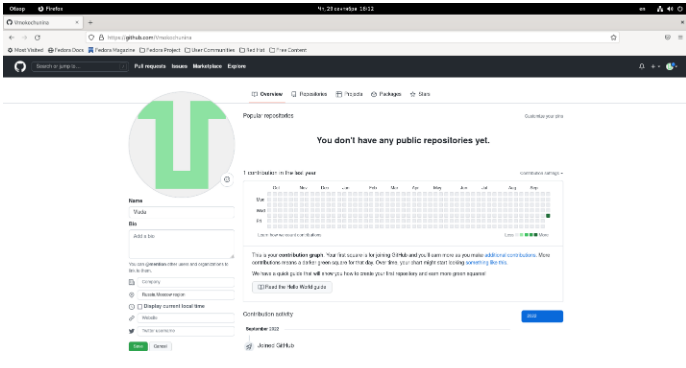 Обзор Firefox Чт, 29 сентября 18:12 en
https://github.com/
Most Visited Fedora Docs Fedora Magazine Fedora Project User Communities Red Hat Free Content
Search or jump to... Pull requests Issues Marketplace Explore
Overview Repositories Projects Packages Stars
Popular repositories Customize your pins
You don't have any public repositories yet.
1 contribution in the last year Contribution settings
Oct Nov Dec Jan Feb Mar Apr May Jun Jul Aug Sep
Mon
Wed
Fri
Learn how we count contributions Less More
Name
Bio
Add a bio
You can @mention other users and organizations to
link to them.
Company
Display current local time
Website
Twitter username
Save Cancel
This is your contribution graph. Your first square is for joining GitHub and you'll earn more as you make additional contributions. More
contributions means a darker green square for that day. Over time, your chart might start looking something like this.
We have a quick guide that will show you how to create your first repository and earn more green squares!
Read the Hello World guide
Contribution activity 2022
September 2022
Joined GitHub